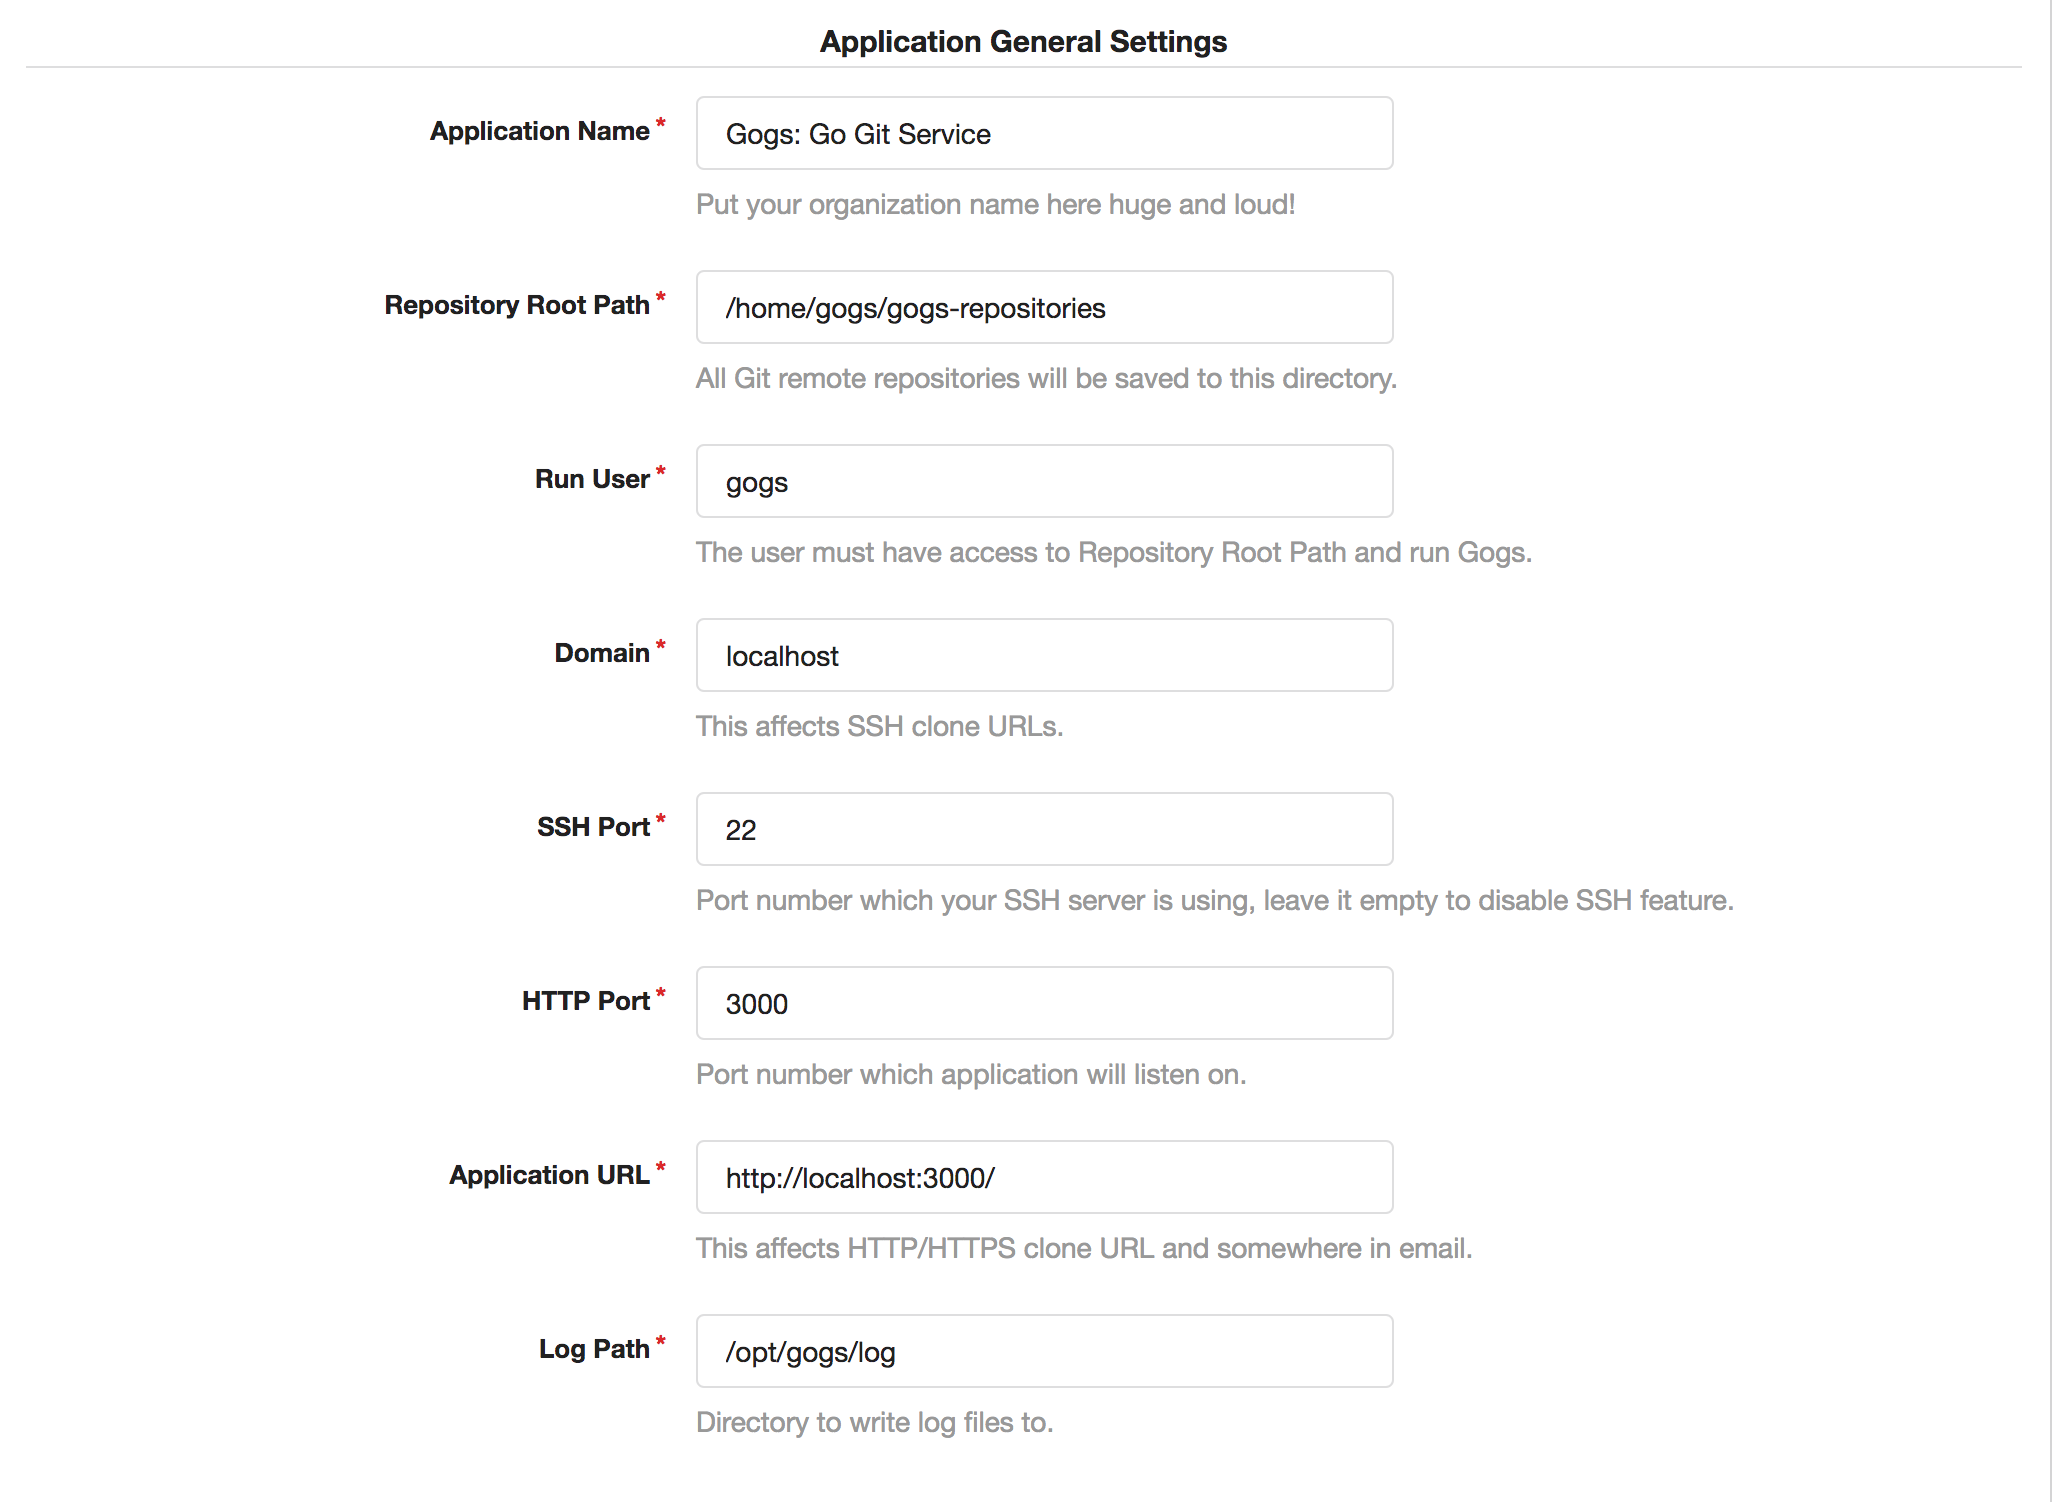 Application General Settings
Application Name *
Gogs: Go Git Service
Put your organization name here huge and loud!
Repository Root Path *
/home/gogs/gogs-repositories
All Git remote repositories will be saved to this directory.
Run User *
gogs
The user must have access to Repository Root Path and run Gogs.
Domain *
localhost
This affects SSH clone URLs.
SSH Port *
22
Port number which your SSH server is using, leave it empty to disable SSH feature.
HTTP Port *
3000
Port number which application will listen on.
Application URL *
http://localhost:3000/
This affects HTTP/HTTPS clone URL and somewhere in email.
Log Path *
/opt/gogs/log
Directory to write log files to.